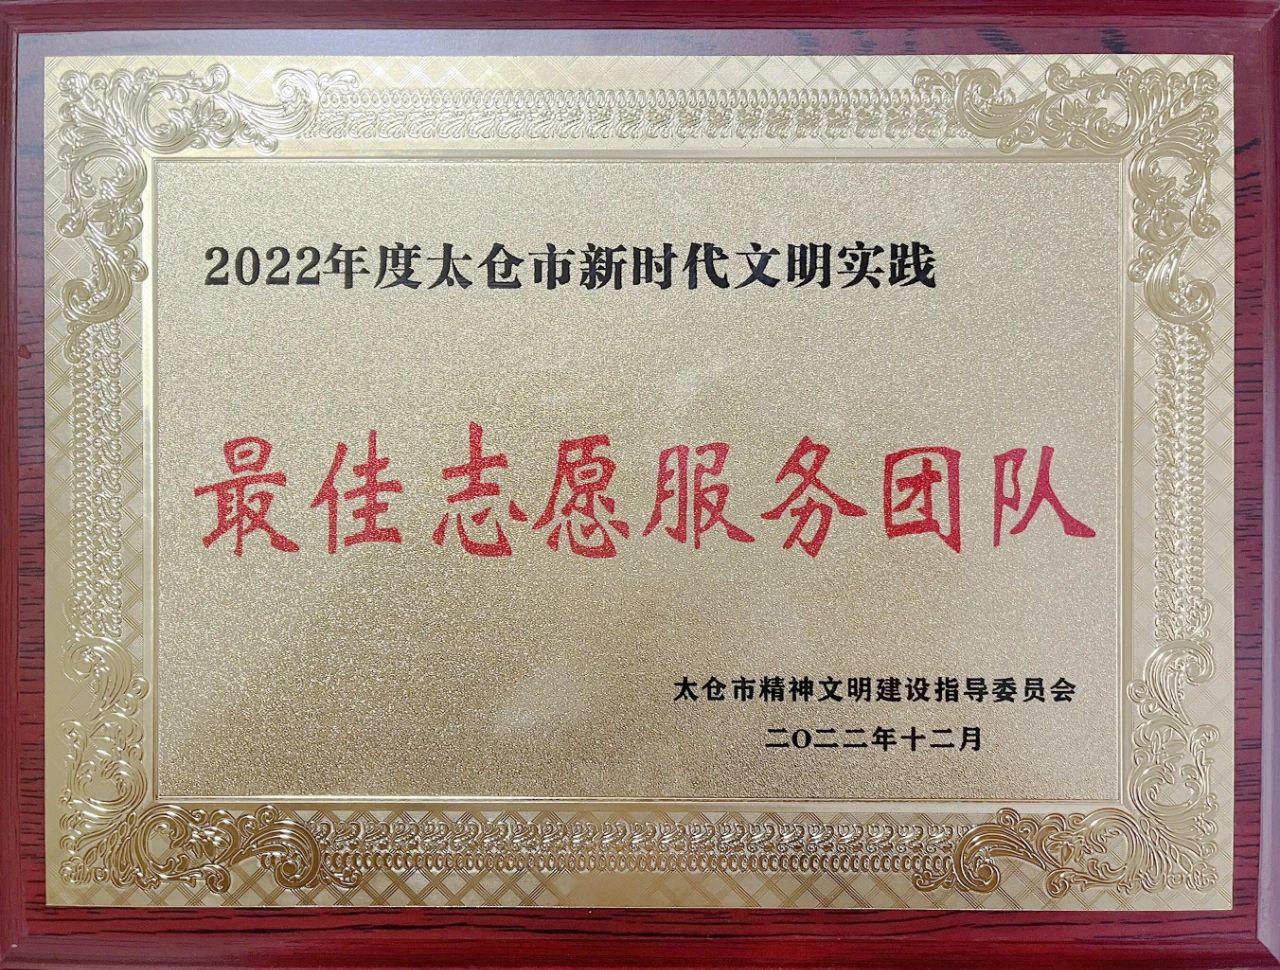 2022年度太仓市新时代文明实践
最佳志愿服务团队
太仓市精神文明建设指导委员会
二〇二二年十二月